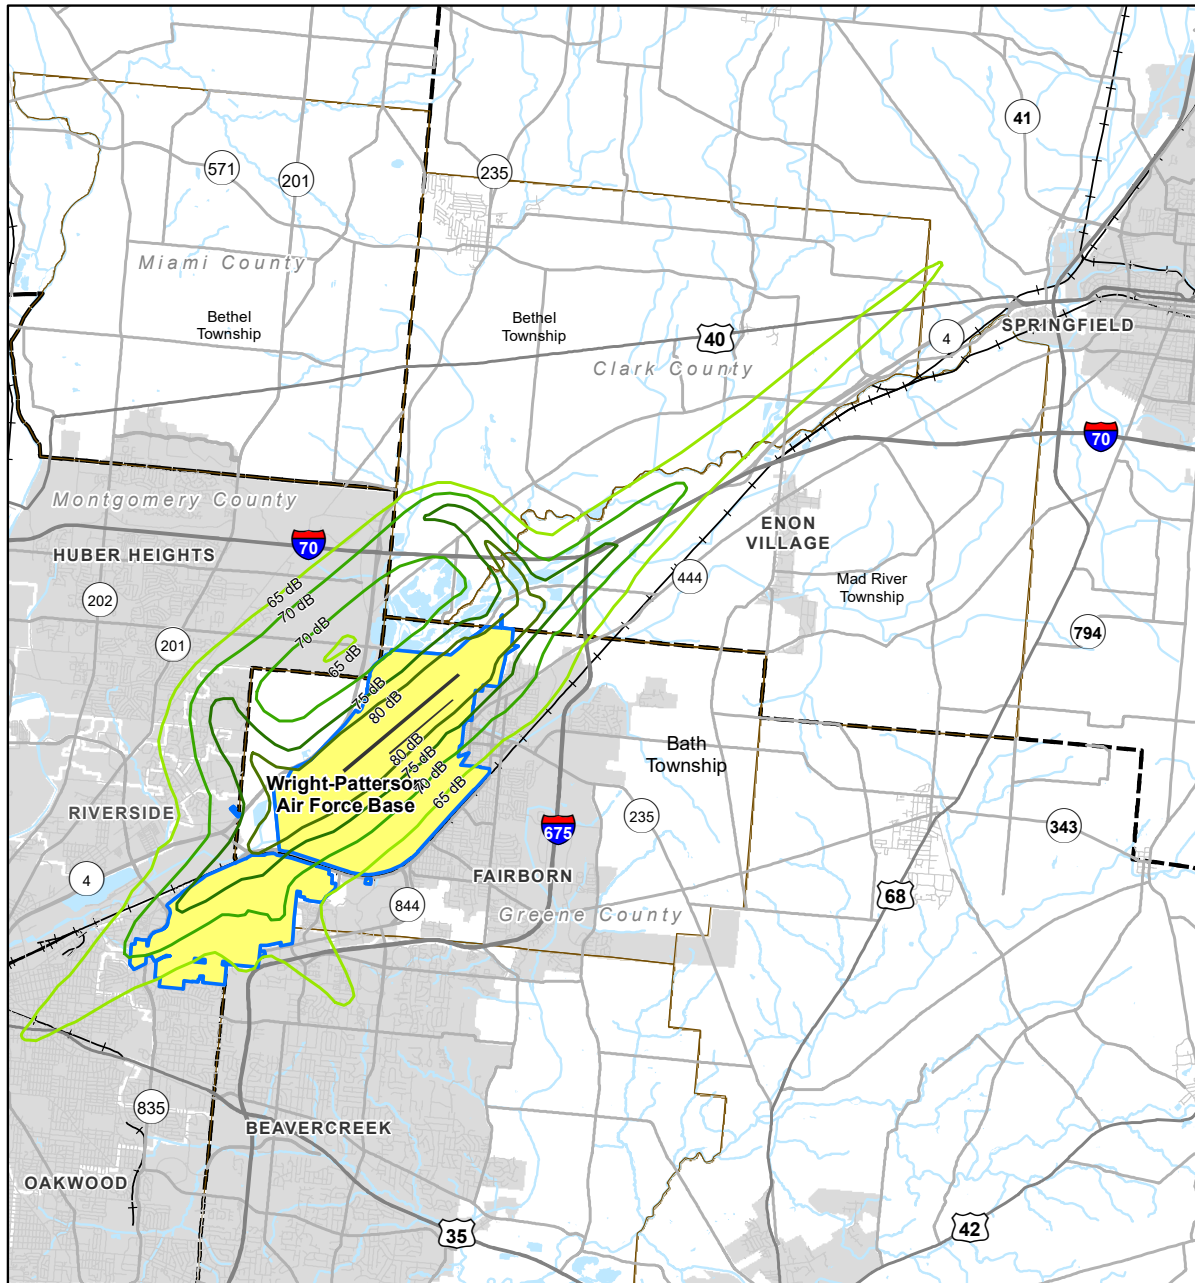 41
571
201
235
Miami County
Bethel
Township
Bethel
Township
40
4
SPRINGFIELD
Clark County
70
Montgomery County
ENON
VILLAGE
70
HUBER HEIGHTS
444
Mad River
Township
65 dB
202
70 dB
70 dB
794
201
65 dB
75 dB
80 dB
80 dB
Bath
Township
75 dB
70 dB
65 dB
Wright-Patterson
Air Force Base
RIVERSIDE
235
343
675
4
FAIRBORN
844
68
Greene County
835
BEAVERCREEK
OAKWOOD
35
42